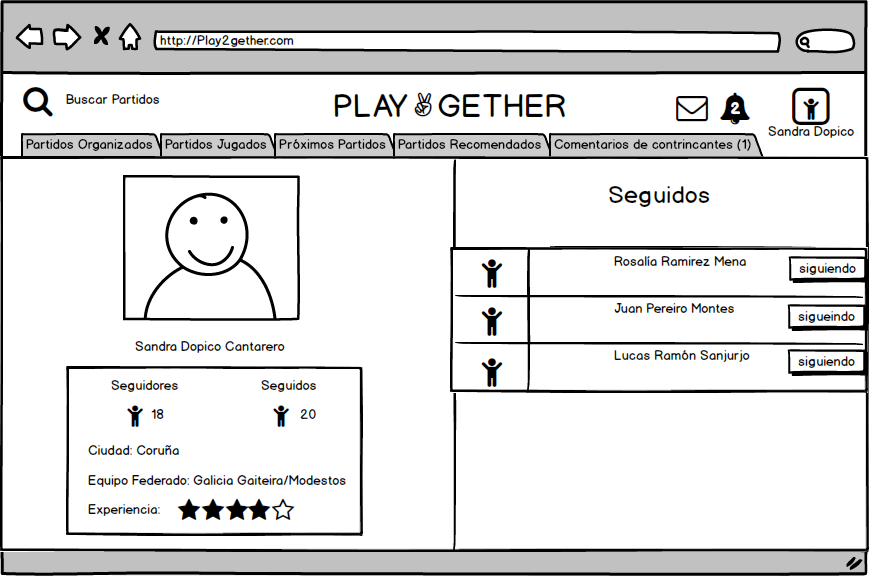 http://Play2gether.com
Buscar Partidos
PLAY✌GETHER
2
Sandra Dopico
Partidos Organizados
Partidos Jugados
Próximos Partidos
Partidos Recomendados
Comentarios de contrincantes (1)
Sandra Dopico Cantarero
Seguidores Seguidos
18 20
Ciudad: Coruña
Equipo Federado: Galicia Gaiteira/Modestos
Experiencia:
Seguidos
Rosalía Ramirez Mena siguiendo
Juan Pereiro Montes sigueindo
Lucas Ramón Sanjurjo siguiendo